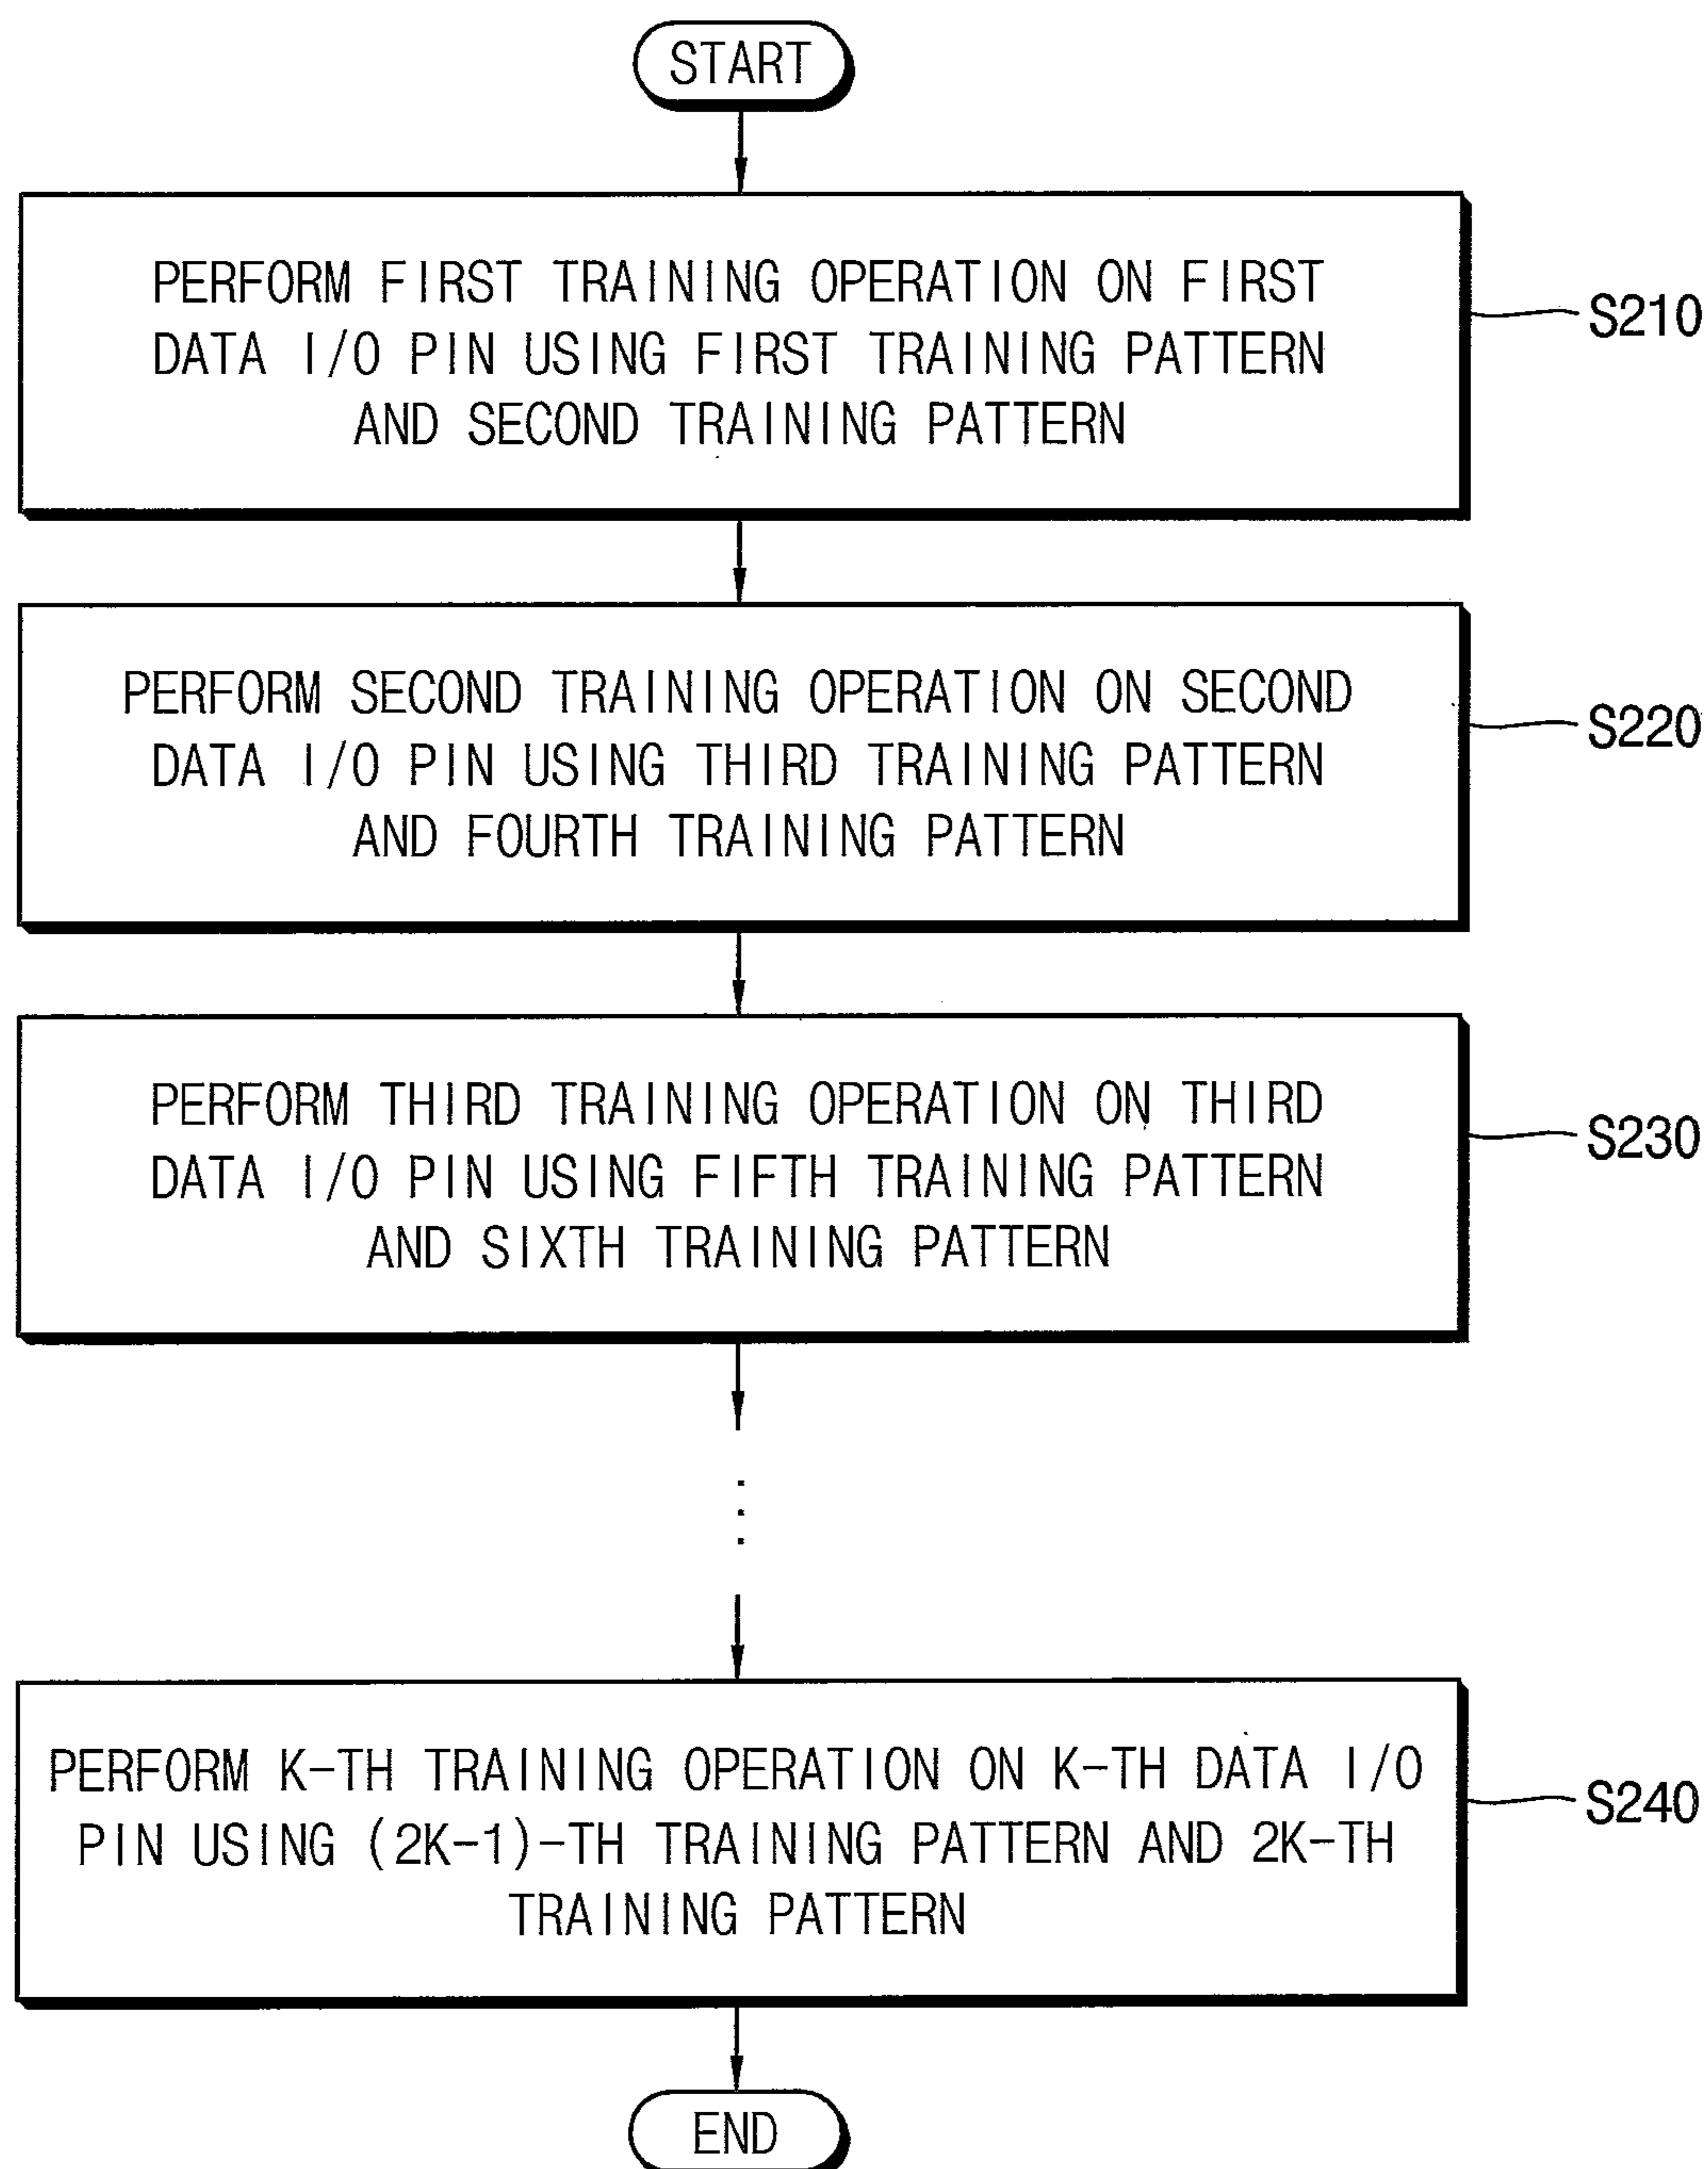 START
PERFORM FIRST TRAINING OPERATION ON FIRST
DATA I/O PIN USING FIRST TRAINING PATTERN
AND SECOND TRAINING PATTERN
S210
PERFORM SECOND TRAINING OPERATION ON SECOND
DATA I/O PIN USING THIRD TRAINING PATTERN
AND FOURTH TRAINING PATTERN
S220
PERFORM THIRD TRAINING OPERATION ON THIRD
DATA I/O PIN USING FIFTH TRAINING PATTERN
AND SIXTH TRAINING PATTERN
S230
PERFORM K-TH TRAINING OPERATION ON K-TH DATA I/O
PIN USING (2K-1)-TH TRAINING PATTERN AND 2K-TH
TRAINING PATTERN
S240
END